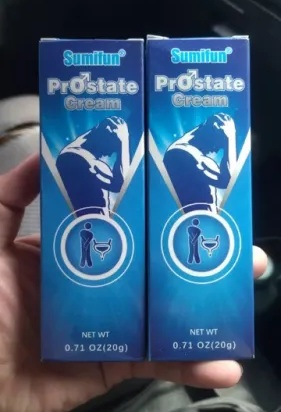 Sumifun®
Prostate
Cream
NET WT
0.71 OZ(20g)
Sumifun®
Prostate
Cream
NET WT
0.71 OZ(20g)